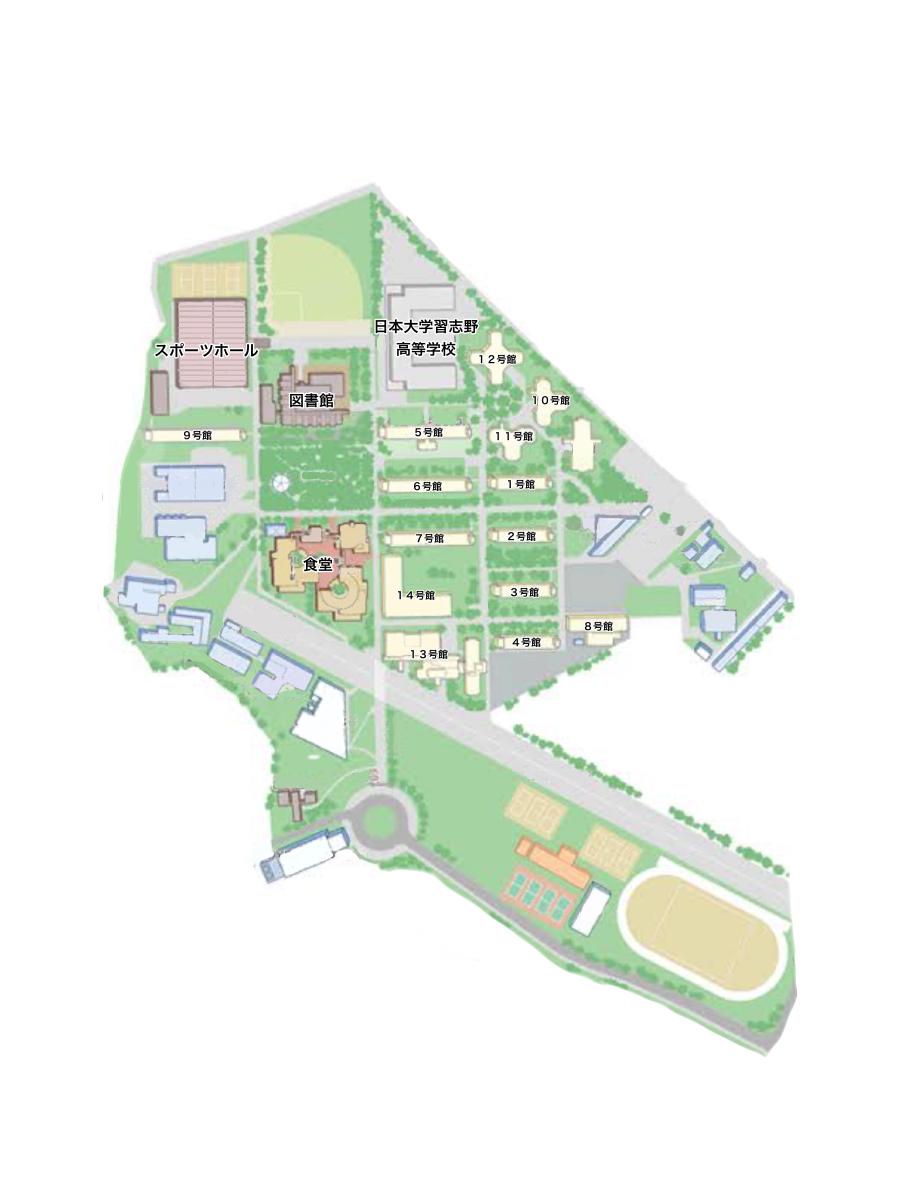 日本大学習志野
高等学校
スポーツホール
１２号館
図書館
１０号館
９号館
５号館
１１号館
６号館
１号館
７号館
２号館
食堂
１４号館
３号館
８号館
４号館
１３号館